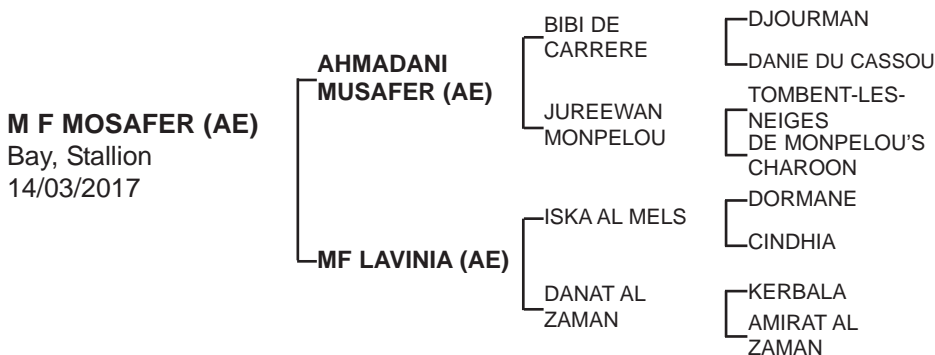 M F MOSAFER (AE)
Bay, Stallion
14/03/2017
AHMADANI
MUSAFER (AE)
MF LAVINIA (AE)
BIBI DE
CARRERE
JUREEWAN
MONPELOU
ISKA AL MELS
DANAT AL
ZAMAN
DJOURMAN
DANIE DU CASSOU
TOMBENT-LES-
NEIGES
DE MONPELOU'S
CHAROON
DORMANE
CINDHIA
KERBALA
AMIRAT AL
ZAMAN